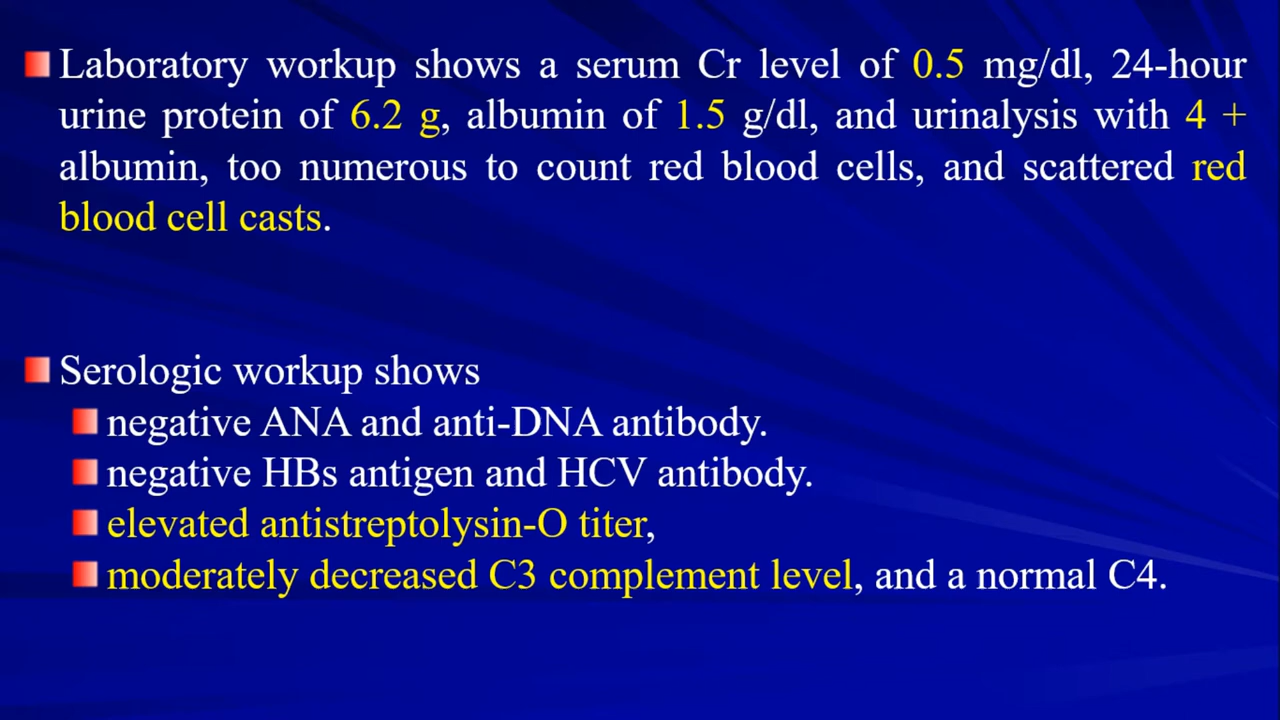 Laboratory workup shows a serum Cr level of 0.5 mg/dl, 24-hour
urine protein of 6.2 g, albumin of 1.5 g/dl, and urinalysis with 4 +
albumin, too numerous to count red blood cells, and scattered red
blood cell casts.
Serologic workup shows
negative ANA and anti-DNA antibody.
negative HBs antigen and HCV antibody.
elevated antistreptolysin-O titer,
moderately decreased C3 complement level, and a normal C4.